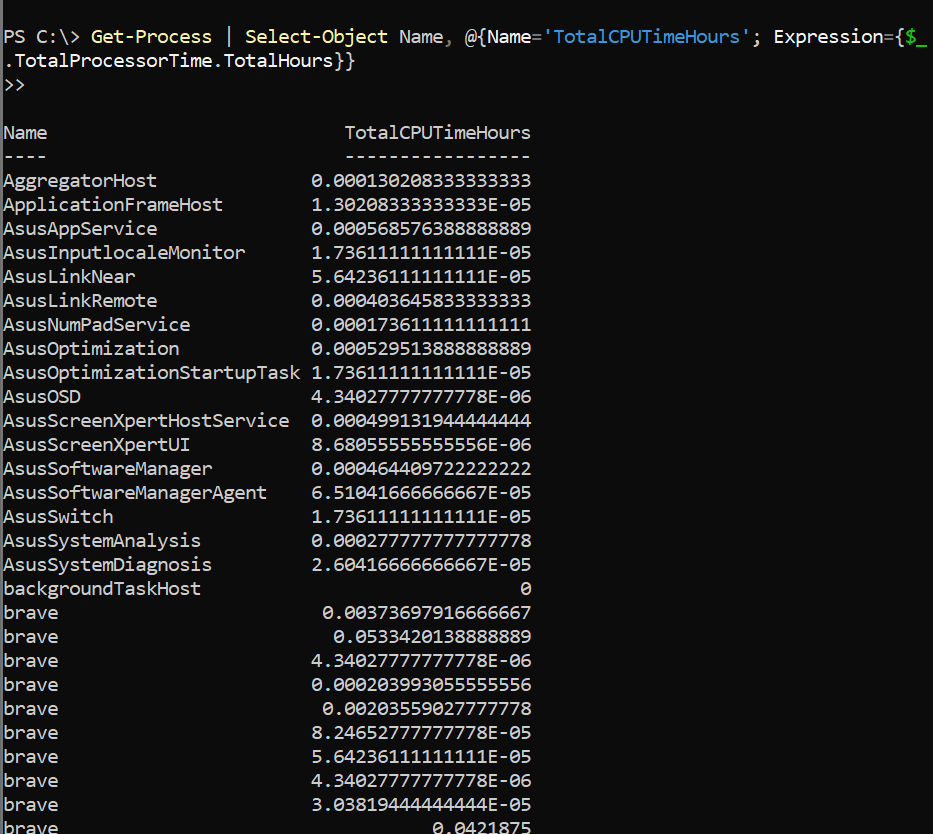 PS C:\> Get-Process | Select-Object Name, @{Name='TotalCPUTimeHours'; Expression={$_
.TotalProcessorTime.TotalHours}}
>>
Name TotalCPUTimeHours
---- -----------------
AggregatorHost 0.000130208333333333
ApplicationFrameHost 1.30208333333333E-05
AsusAppService 0.000568576388888889
AsusInputlocaleMonitor 1.73611111111111E-05
AsusLinkNear 5.64236111111111E-05
AsusLinkRemote 0.000403645833333333
AsusNumPadService 0.000173611111111111
AsusOptimization 0.000529513888888889
AsusOptimizationStartupTask 1.73611111111111E-05
AsusOSD 4.34027777777778E-06
AsusScreenXpertHostService 0.000499131944444444
AsusScreenXpertUI 8.68055555555556E-06
AsusSoftwareManager 0.000464409722222222
AsusSoftwareManagerAgent 6.51041666666667E-05
AsusSwitch 1.73611111111111E-05
AsusSystemAnalysis 0.000277777777777778
AsusSystemDiagnosis 2.60416666666667E-05
backgroundTaskHost 0
brave 0.00373697916666667
brave 0.0533420138888889
brave 4.34027777777778E-06
brave 0.000203993055555556
brave 0.00203559027777778
brave 8.24652777777778E-05
brave 5.64236111111111E-05
brave 4.34027777777778E-06
brave 3.03819444444444E-05
brave 0.0421875